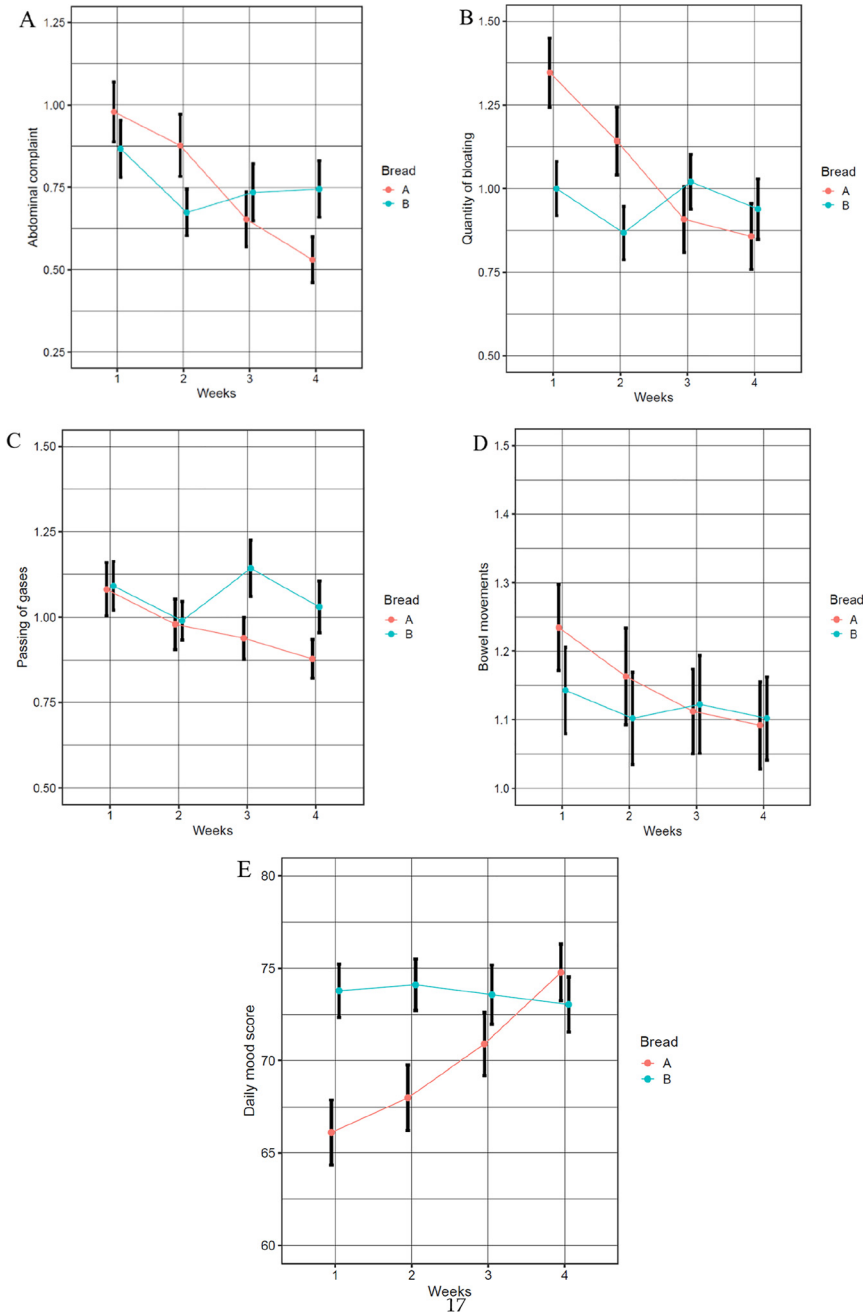 A
1.25
1.00
0.75
0.50
0.25
Abdominal complaint
1 2 3 4
Weeks
Bread
A
B
B
1.50
1.25
1.00
0.75
0.50
Quantity of bloating
1 2 3 4
Weeks
Bread
A
B
C
1.50
1.25
1.00
0.75
0.50
Passing of gases
1 2 3 4
Weeks
Bread
A
B
D
1.5
1.4
1.3
1.2
1.1
1.0
Bowel movements
1 2 3 4
Weeks
Bread
A
B
E
80
75
70
65
60
Daily mood score
1 2 3 4
Weeks
Bread
A
B
17